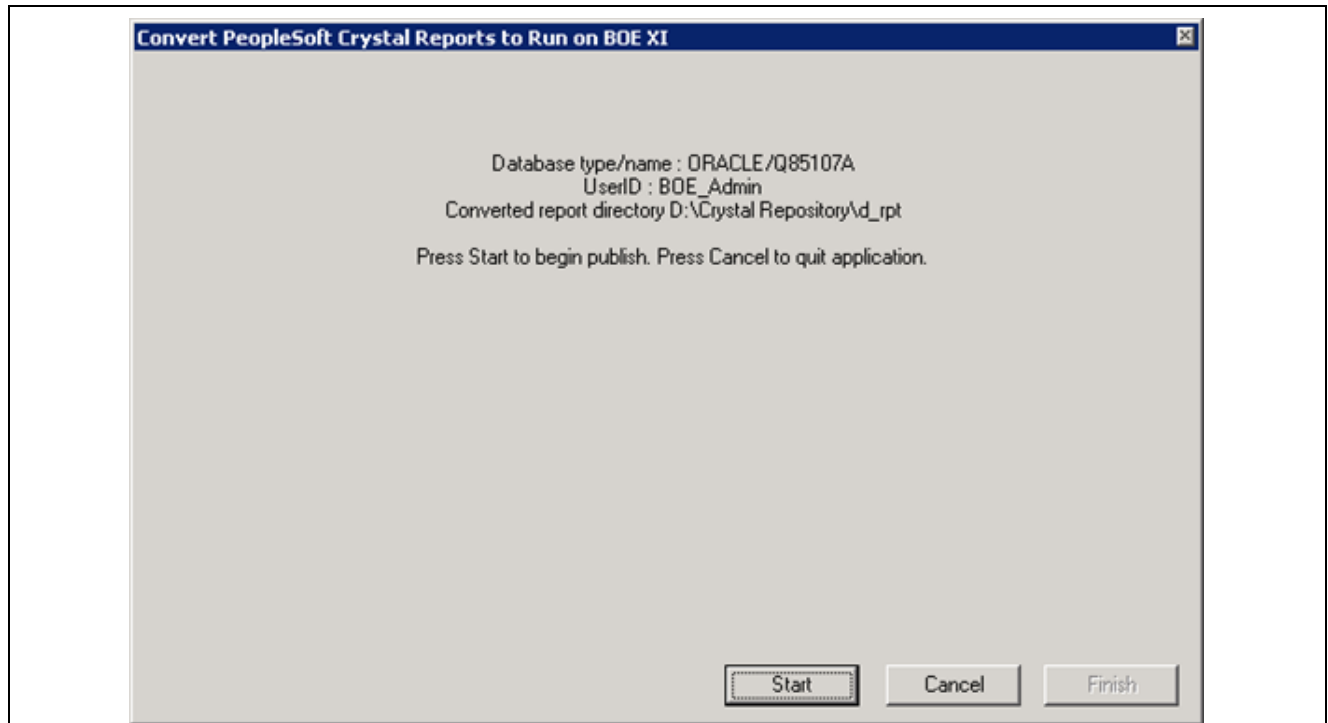 Convert PeopleSoft Crystal Reports to Run on BOE XI
Database type/name : ORACLE/Q85107A
UserID : BOE_Admin
Converted report directory D:\Crystal Repository\d_rpt
Press Start to begin publish. Press Cancel to quit application.
Start Cancel Finish